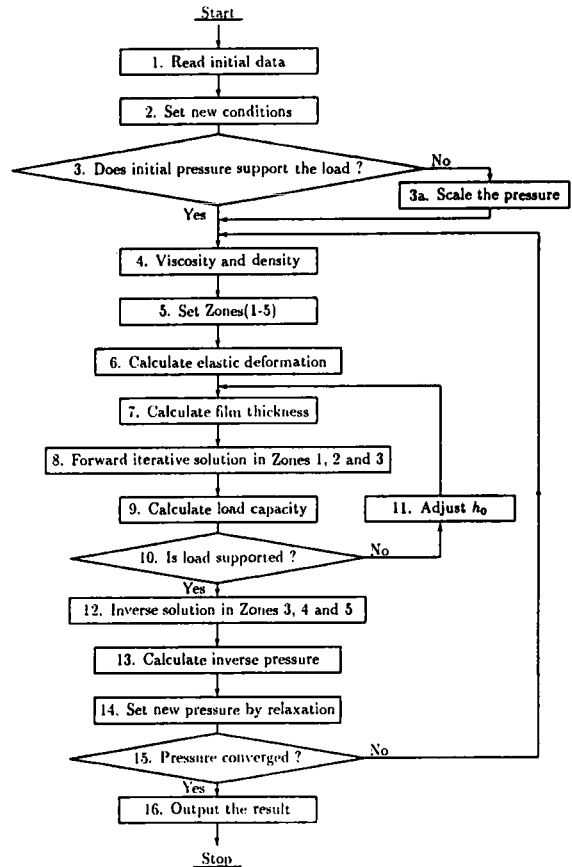 Start
1. Read initial data
2. Set new conditions
3. Does initial pressure support the load ?
No
3a. Scale the pressure
Yes
4. Viscosity and density
5. Set Zones(1-5)
6. Calculate elastic deformation
7. Calculate film thickness
8. Forward iterative solution in Zones 1, 2 and 3
9. Calculate load capacity
11. Adjust h₀
10. Is load supported ?
No
Yes
12. Inverse solution in Zones 3, 4 and 5
13. Calculate inverse pressure
14. Set new pressure by relaxation
15. Pressure converged ?
No
Yes
16. Output the result
Stop